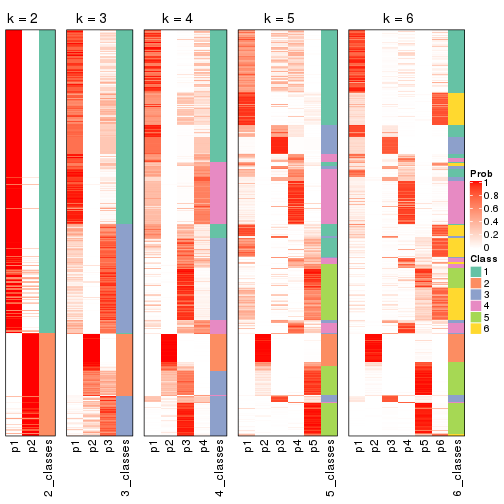 k = 2
k = 3
k = 4
k = 5
k = 6
p1
p2
2_classes
p1
p2
p3
3_classes
p1
p2
p3
p4
4_classes
p1
p2
p3
p4
p5
5_classes
p1
p2
p3
p4
p5
p6
6_classes
Prob
1
0.8
0.6
0.4
0.2
0
Class
1
2
3
4
5
6